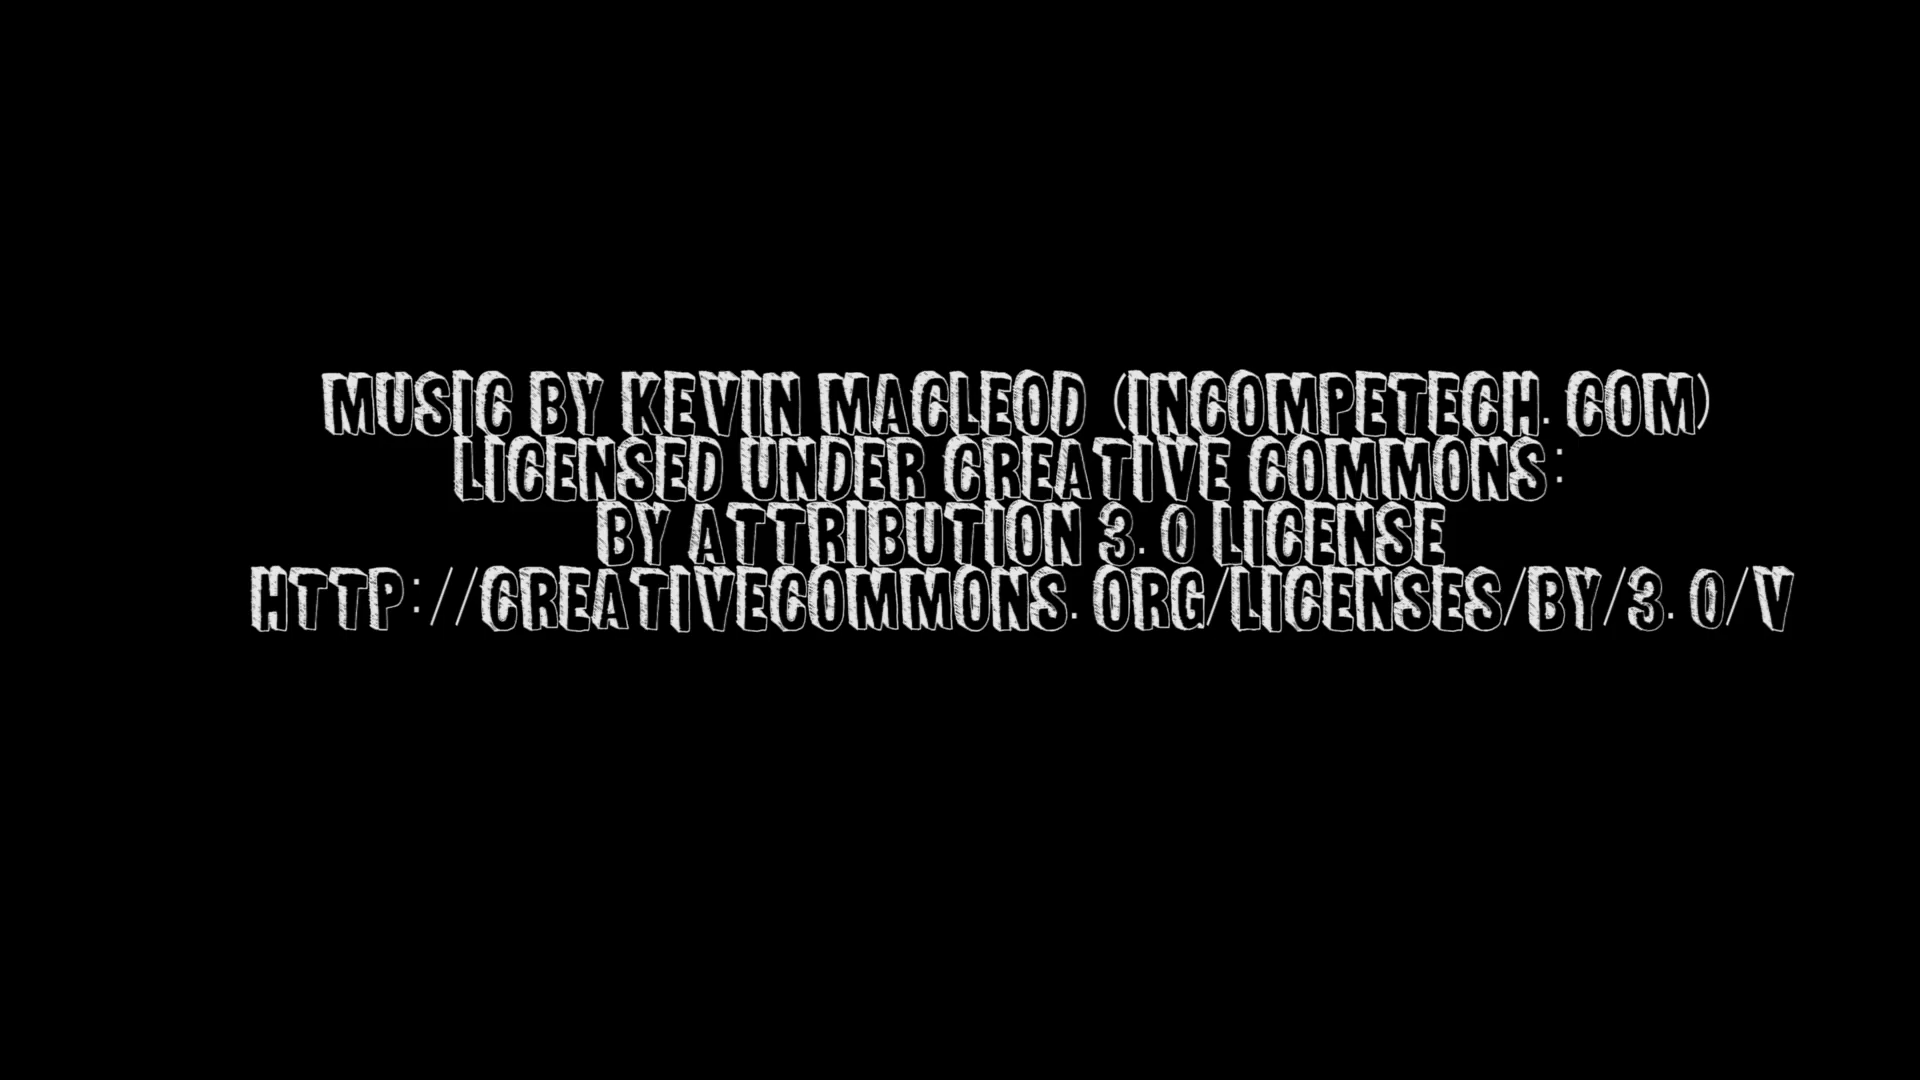 MUSIC BY KEVIN MACLEOD (INCOMPETECH.COM)
LICENSED UNDER CREATIVE COMMONS:
BY ATTRIBUTION 3.0 LICENSE
HTTP://CREATIVECOMMONS.ORG/LICENSES/BY/3.0/V